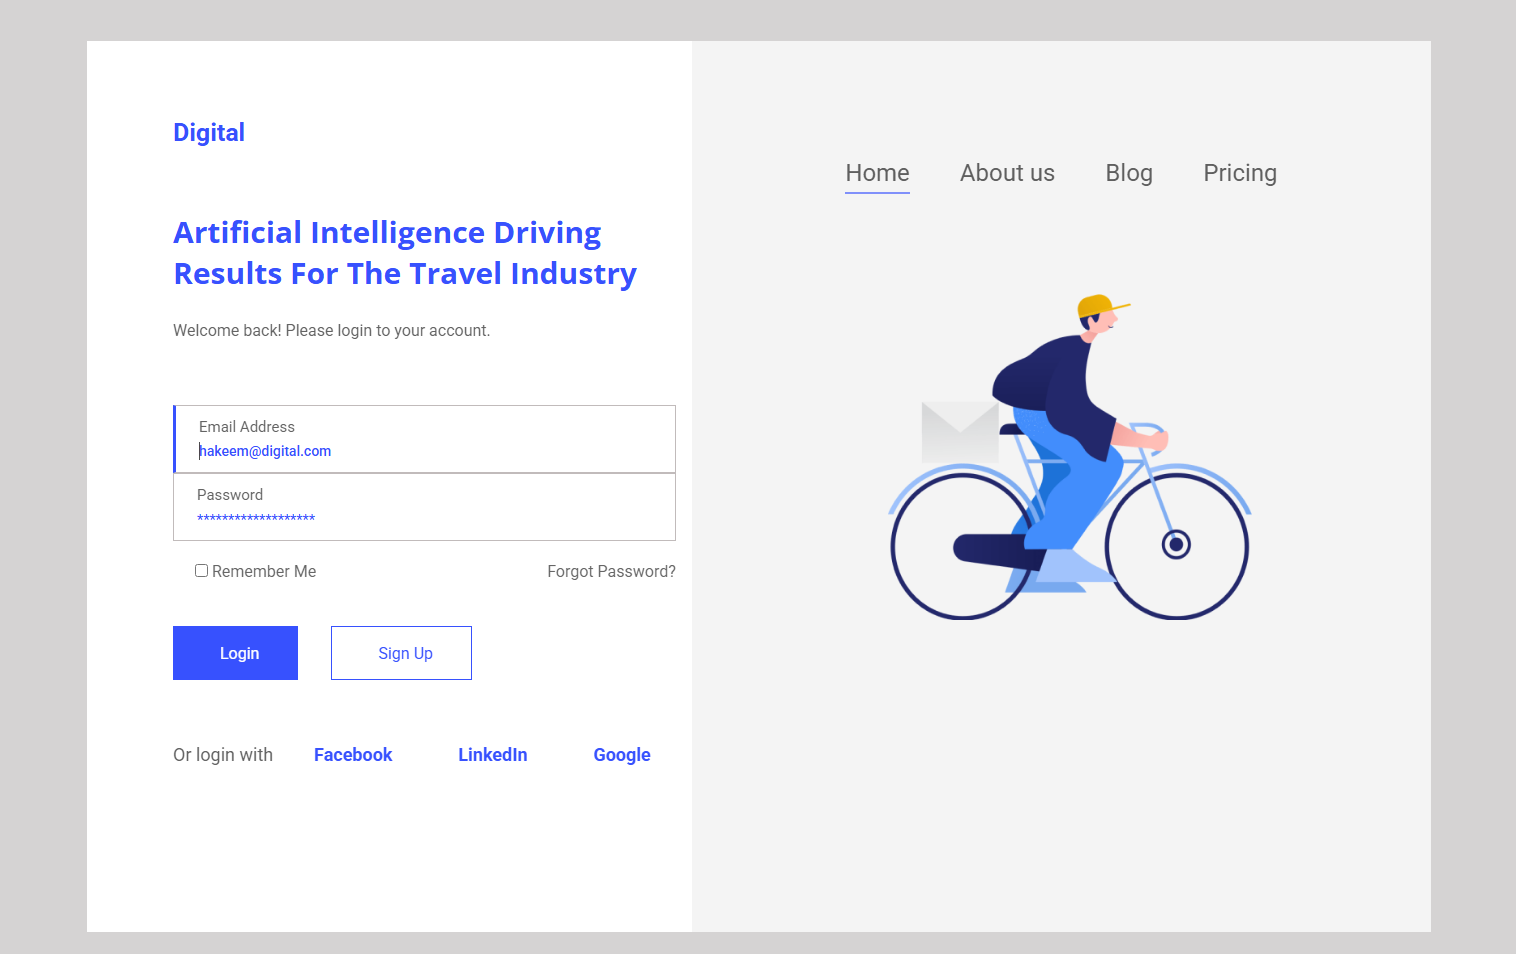 Digital
Home About us Blog Pricing
Artificial Intelligence Driving
Results For The Travel Industry
Welcome back! Please login to your account.
Email Address
hakeem@digital.com
Password
*******************
Remember Me Forgot Password?
Login Sign Up
Or login with Facebook LinkedIn Google